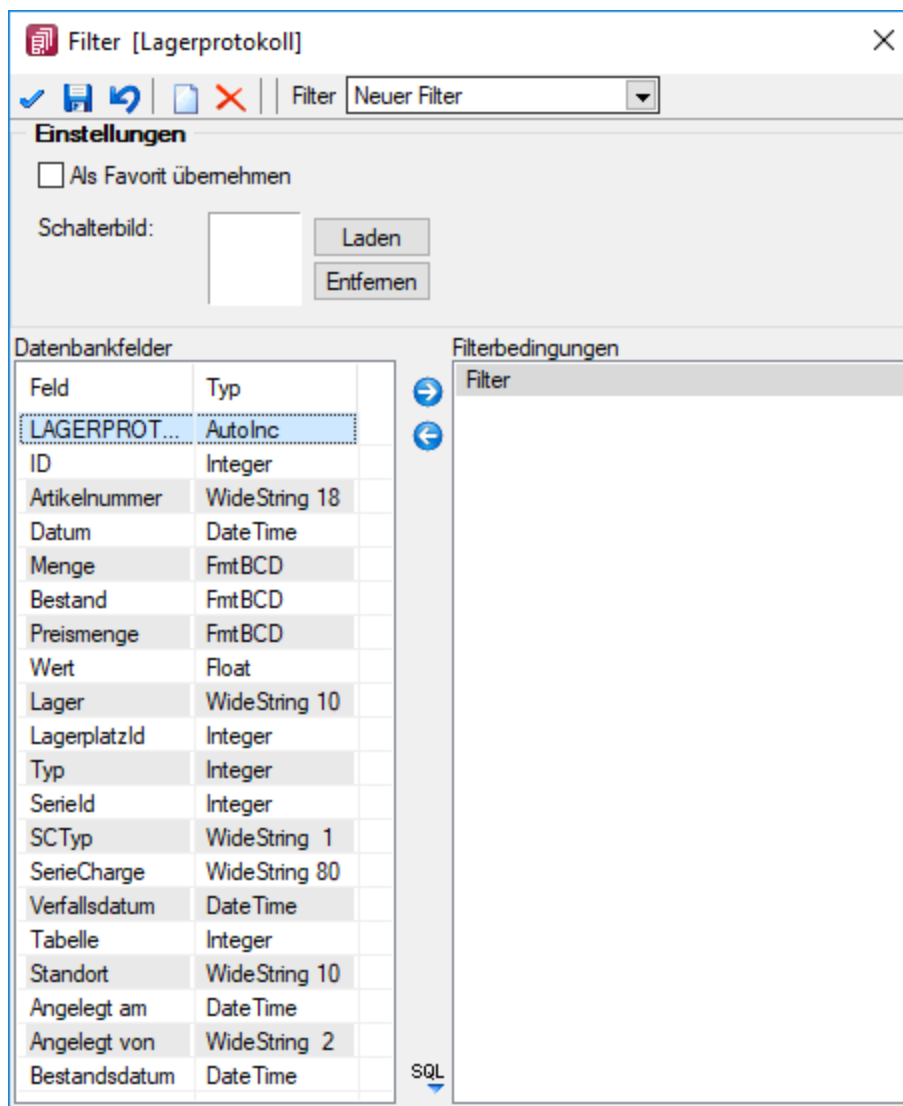 Filter [Lagerprotokoll]
Filter Neuer Filter
Einstellungen
Als Favorit übernehmen
Schalterbild:
Laden
Entfernen
Datenbankfelder
Filterbedingungen
Feld Typ
Filter
LAGERPROT... AutoInc
ID Integer
Artikelnummer WideString 18
Datum DateTime
Menge FmtBCD
Bestand FmtBCD
Preismenge FmtBCD
Wert Float
Lager WideString 10
LagerplatzId Integer
Typ Integer
SerieId Integer
SCTyp WideString 1
SerieCharge WideString 80
Verfallsdatum DateTime
Tabelle Integer
Standort WideString 10
Angelegt am DateTime
Angelegt von WideString 2
Bestandsdatum DateTime
SQL